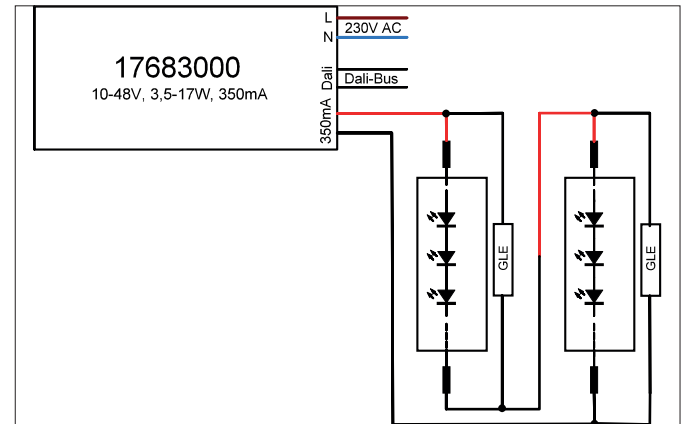 L
230V AC
N
17683000
10-48V, 3,5-17W, 350mA
Dali
Dali-Bus
350mA
GLE
GLE